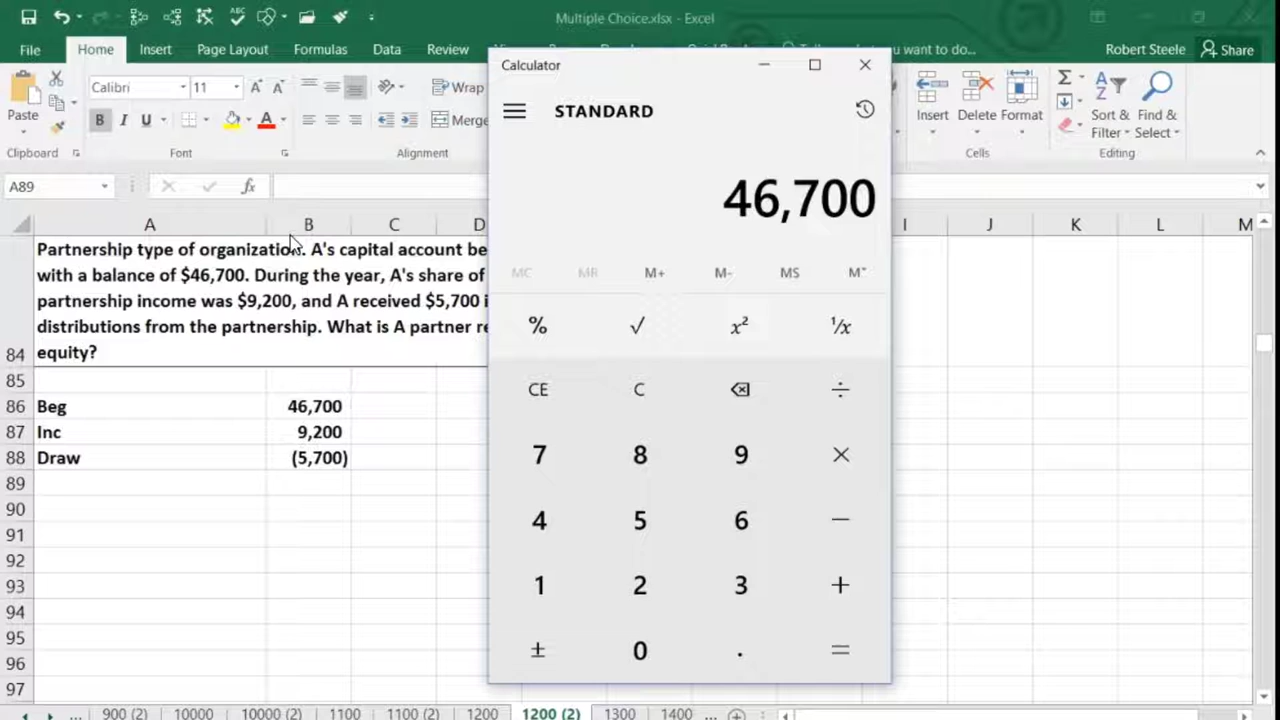 ABC
Multiple Choice.xlsx - Excel
File Home Insert Page Layout Formulas Data Review u want to do... Robert Steele Share
Calculator
STANDARD
46,700
MC MR M+ M- MS
% √ x² ¹/x
CE C ÷
7 8 9 ×
4 5 6 −
1 2 3 +
± 0 . =
Paste
Calibri 11
B I U A
Wrap
Merge
Insert Delete Format
Sort & Find &
Filter Select
Clipboard Font Alignment Cells Editing
A89 fx
A B C D I J K L M
Partnership type of organization. A's capital account be
with a balance of $46,700. During the year, A's share of
partnership income was $9,200, and A received $5,700 i
distributions from the partnership. What is A partner re
84 equity?
85
86 Beg 46,700
87 Inc 9,200
88 Draw (5,700)
89
90
91
92
93
94
95
96
97
... 900 (2) 10000 10000 (2) 1100 1100 (2) 1200 1200 (2) 1300 1400 ...